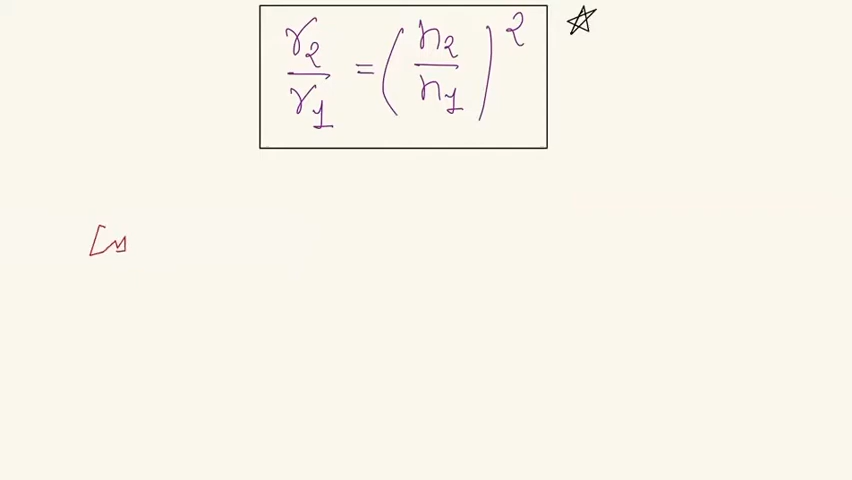 r₂/r₁ = (n₂/n₁)²